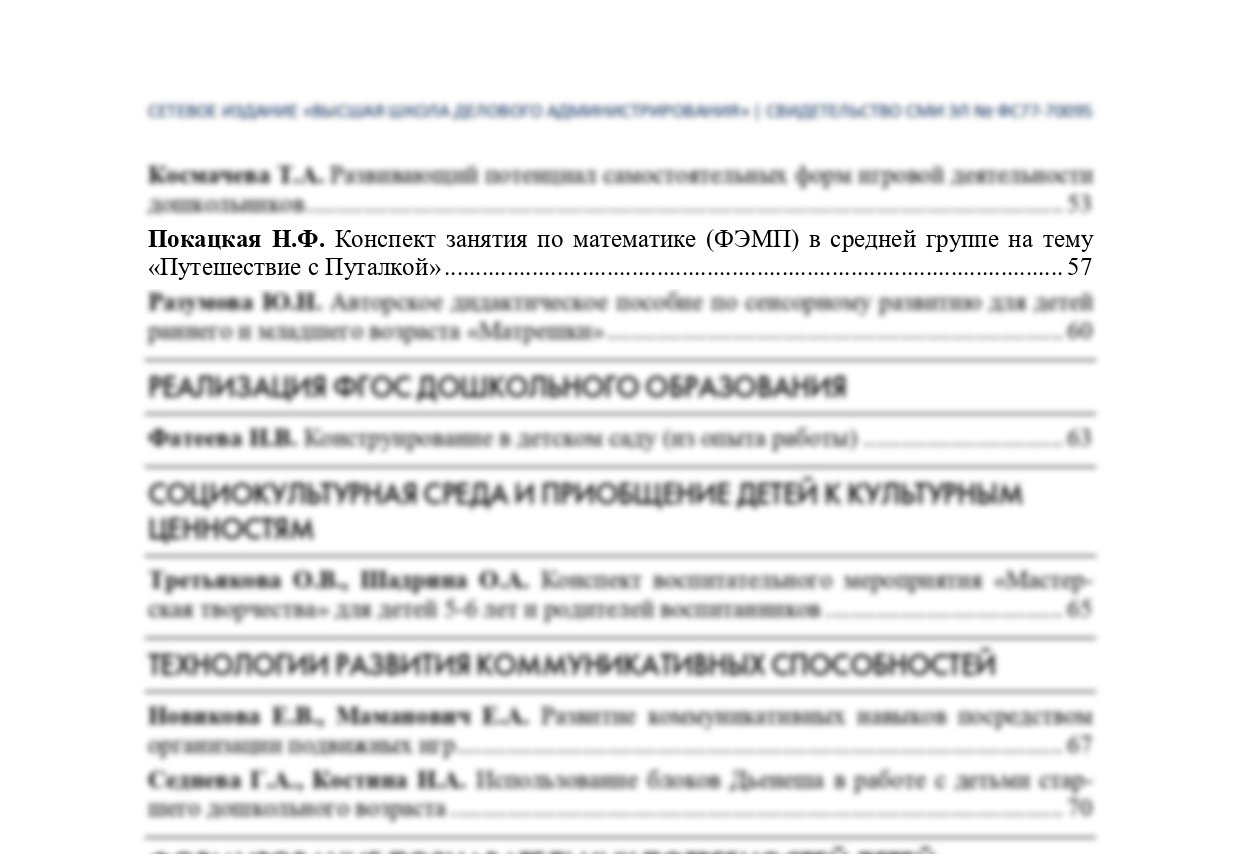 СЕТЕВОЕ ИЗДАНИЕ «ВЫСШАЯ ШКОЛА ДЕЛОВОГО АДМИНИСТРИРОВАНИЯ» | СВИДЕТЕЛЬСТВО СМИ ЭЛ № ФС77-70095
Космачева Т.А. Развивающий потенциал самостоятельных форм игровой деятельности
дошкольников.......... 53
Покацкая Н.Ф. Конспект занятия по математике (ФЭМП) в средней группе на тему
«Путешествие с Путалкой».......... 57
Разумова Ю.Н. Авторское дидактическое пособие по сенсорному развитию для детей
раннего и младшего возраста «Матрешки».......... 60
РЕАЛИЗАЦИЯ ФГОС ДОШКОЛЬНОГО ОБРАЗОВАНИЯ
Фатеева Н.В. Конструирование в детском саду (из опыта работы) .......... 63
СОЦИОКУЛЬТУРНАЯ СРЕДА И ПРИОБЩЕНИЕ ДЕТЕЙ К КУЛЬТУРНЫМ
ЦЕННОСТЯМ
Третьякова О.В., Шадрина О.А. Конспект воспитательного мероприятия «Мастер-
ская творчества» для детей 5-6 лет и родителей воспитанников .......... 65
ТЕХНОЛОГИИ РАЗВИТИЯ КОММУНИКАТИВНЫХ СПОСОБНОСТЕЙ
Новикова Е.В., Маманович Е.А. Развитие коммуникативных навыков посредством
организации подвижных игр.......... 67
Седнева Г.А., Костина Н.А. Использование блоков Дьенеша в работе с детьми стар-
шего дошкольного возраста .......... 70